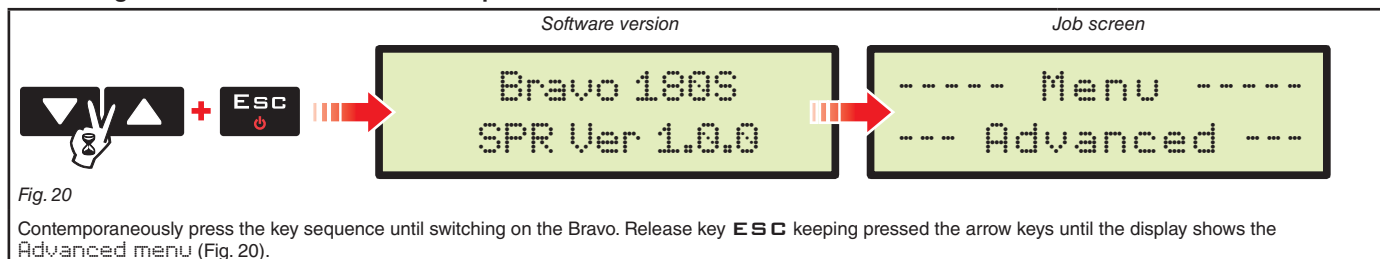 Software version
Job screen
Esc
Bravo 180S
SPR Ver 1.0.0
----- Menu -----
--- Advanced ---
Fig. 20
Contemporaneously press the key sequence until switching on the Bravo. Release key ESC keeping pressed the arrow keys until the display shows the
Advanced menu (Fig. 20).